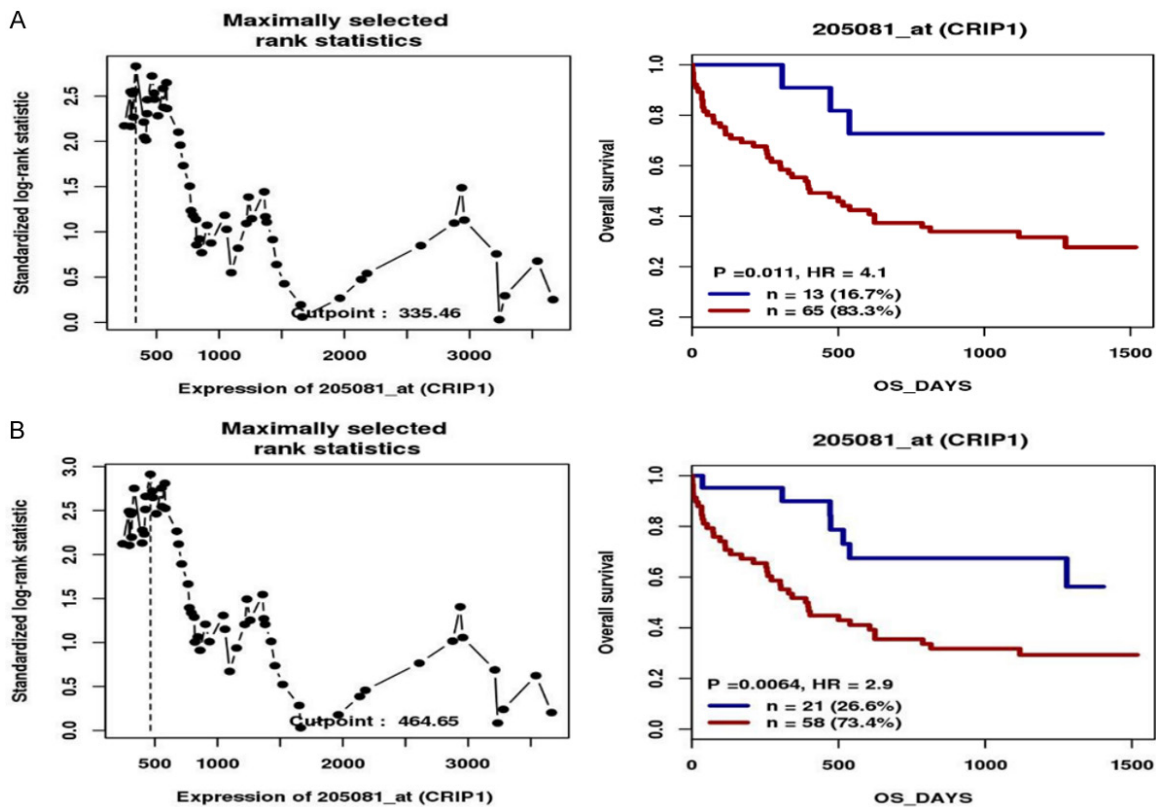 A
Maximally selected
rank statistics
Standardized log-rank statistic
2.5
2.0
1.5
1.0
0.5
0.0
Cutpoint : 335.46
500
1000
2000
3000
Expression of 205081_at (CRIP1)
205081_at (CRIP1)
Overall survival
1.0
0.8
0.6
0.4
0.2
0.0
P =0.011, HR = 4.1
n = 13 (16.7%)
n = 65 (83.3%)
0
500
1000
1500
OS_DAYS
B
Maximally selected
rank statistics
Standardized log-rank statistic
3.0
2.5
2.0
1.5
1.0
0.5
0.0
Cutpoint : 464.65
500
1000
2000
3000
Expression of 205081_at (CRIP1)
205081_at (CRIP1)
Overall survival
1.0
0.8
0.6
0.4
0.2
0.0
P =0.0064, HR = 2.9
n = 21 (26.6%)
n = 58 (73.4%)
0
500
1000
1500
OS_DAYS